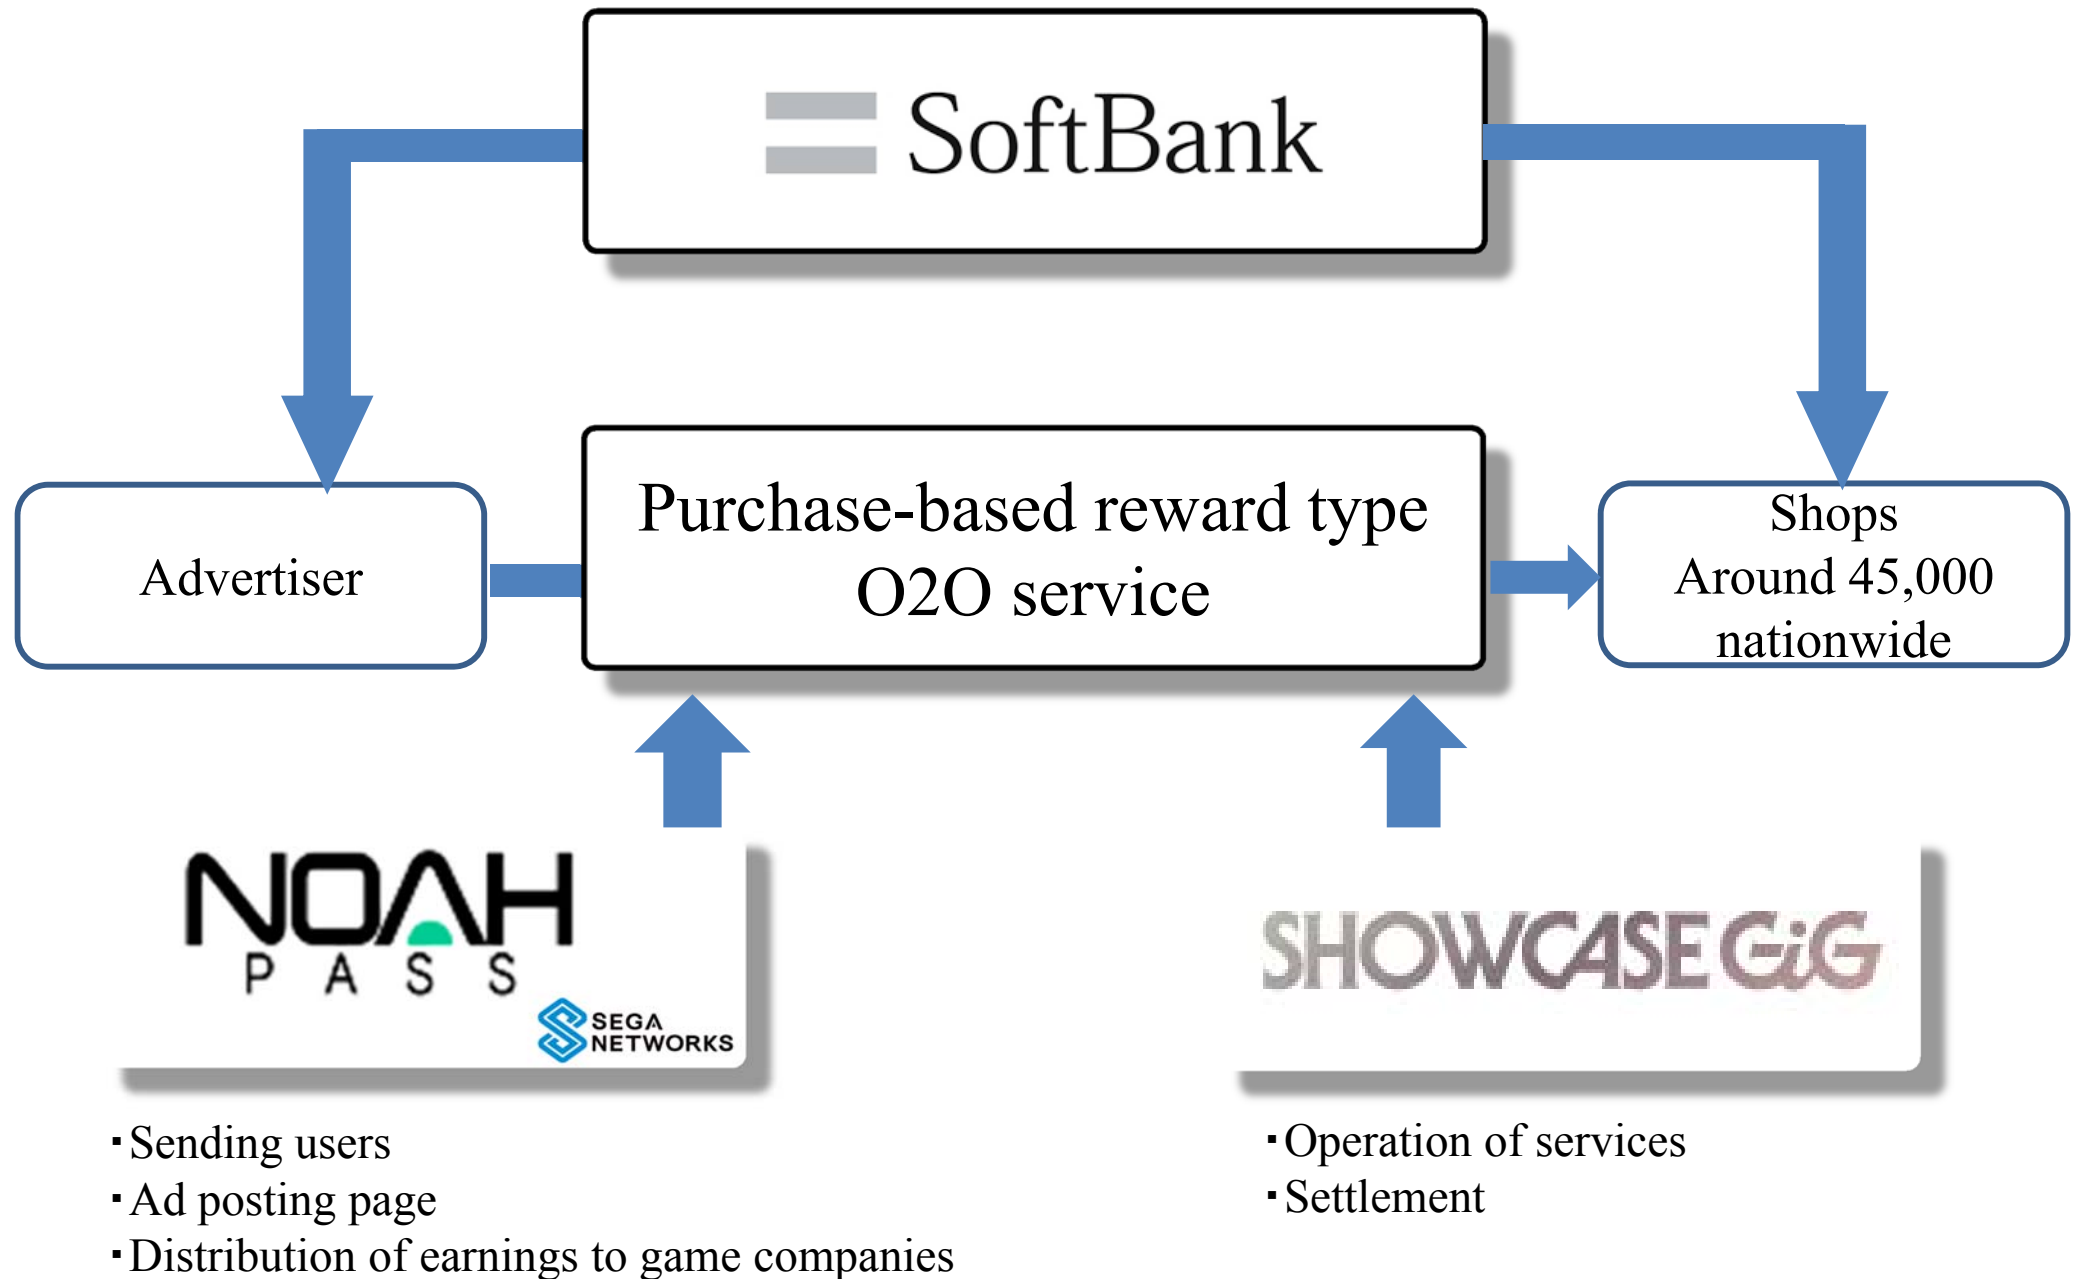 SoftBank
Advertiser
Purchase-based reward type
O2O service
Shops
Around 45,000
nationwide
NOAH
PASS
SEGA
NETWORKS
SHOWCASE GiG
▪Sending users
▪Ad posting page
▪Distribution of earnings to game companies
▪Operation of services
▪Settlement